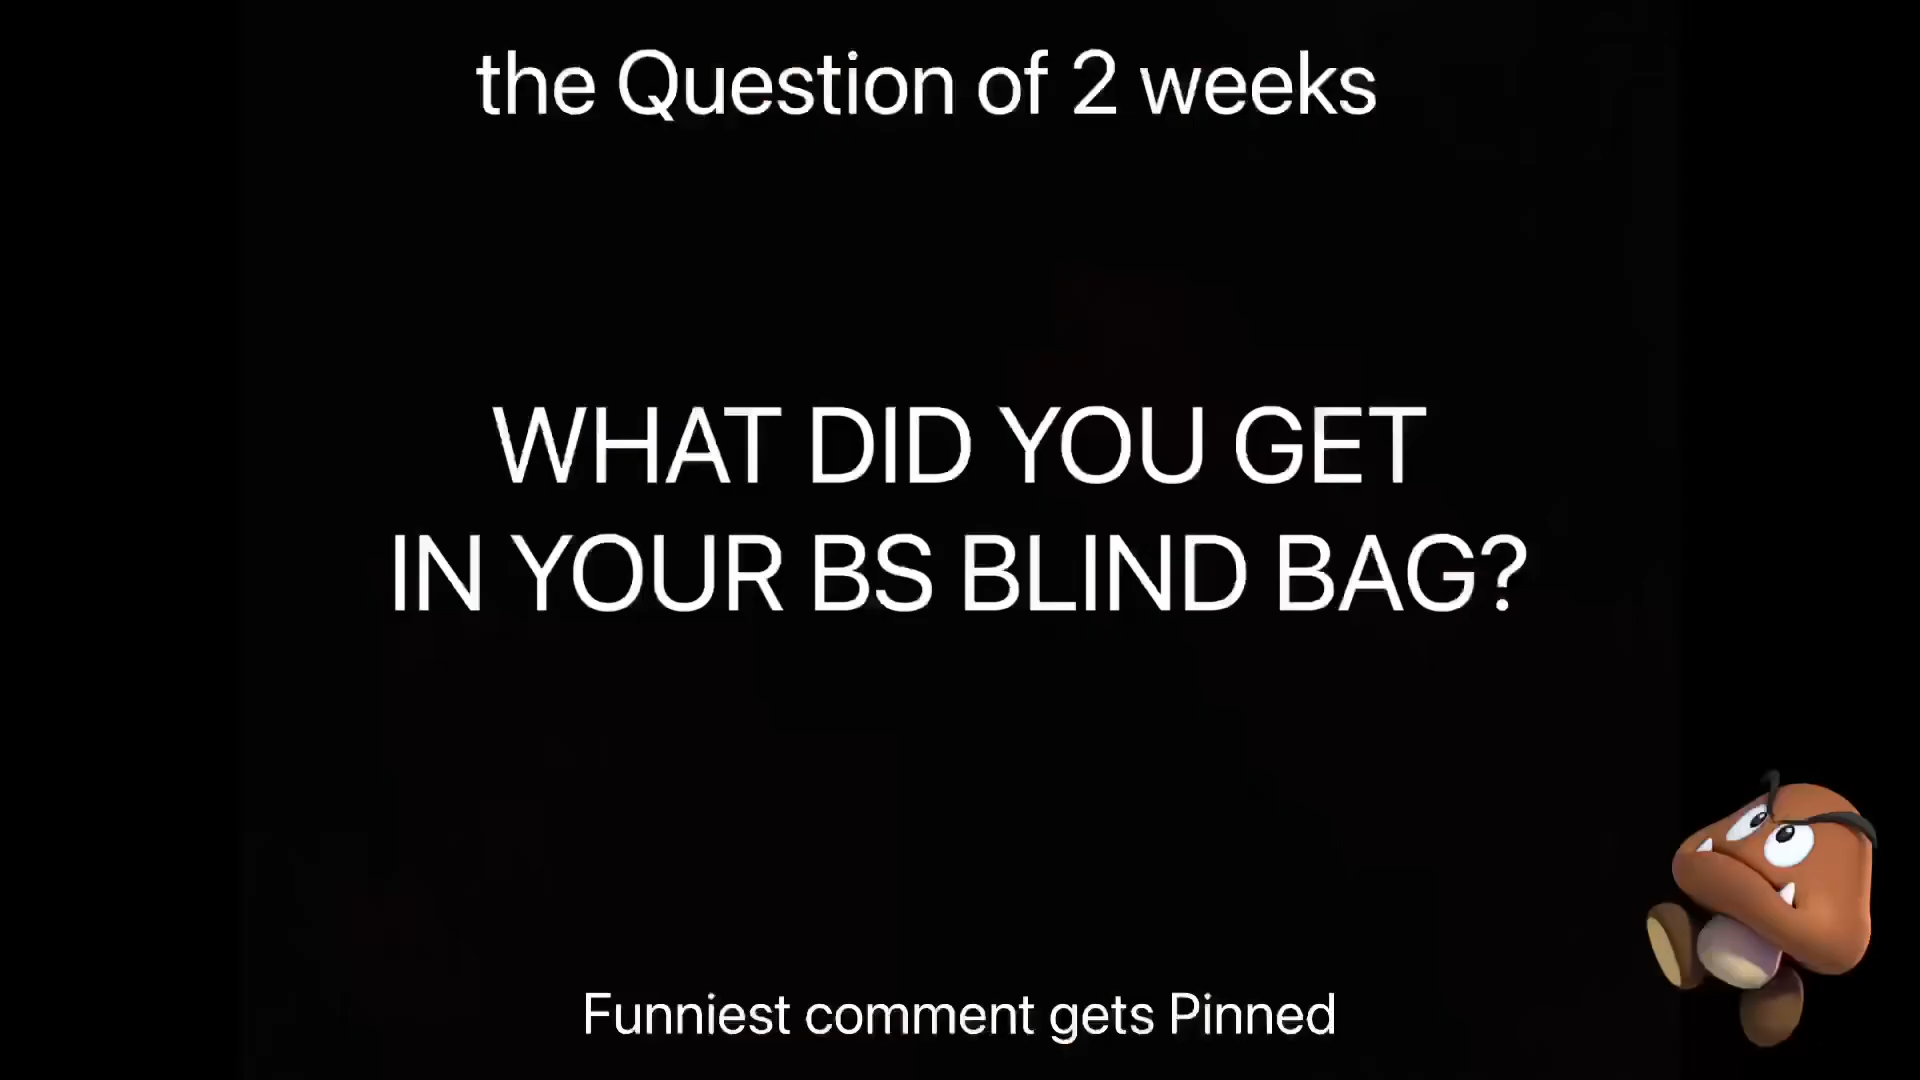 the Question of 2 weeks
WHAT DID YOU GET
IN YOUR BS BLIND BAG?
Funniest comment gets Pinned